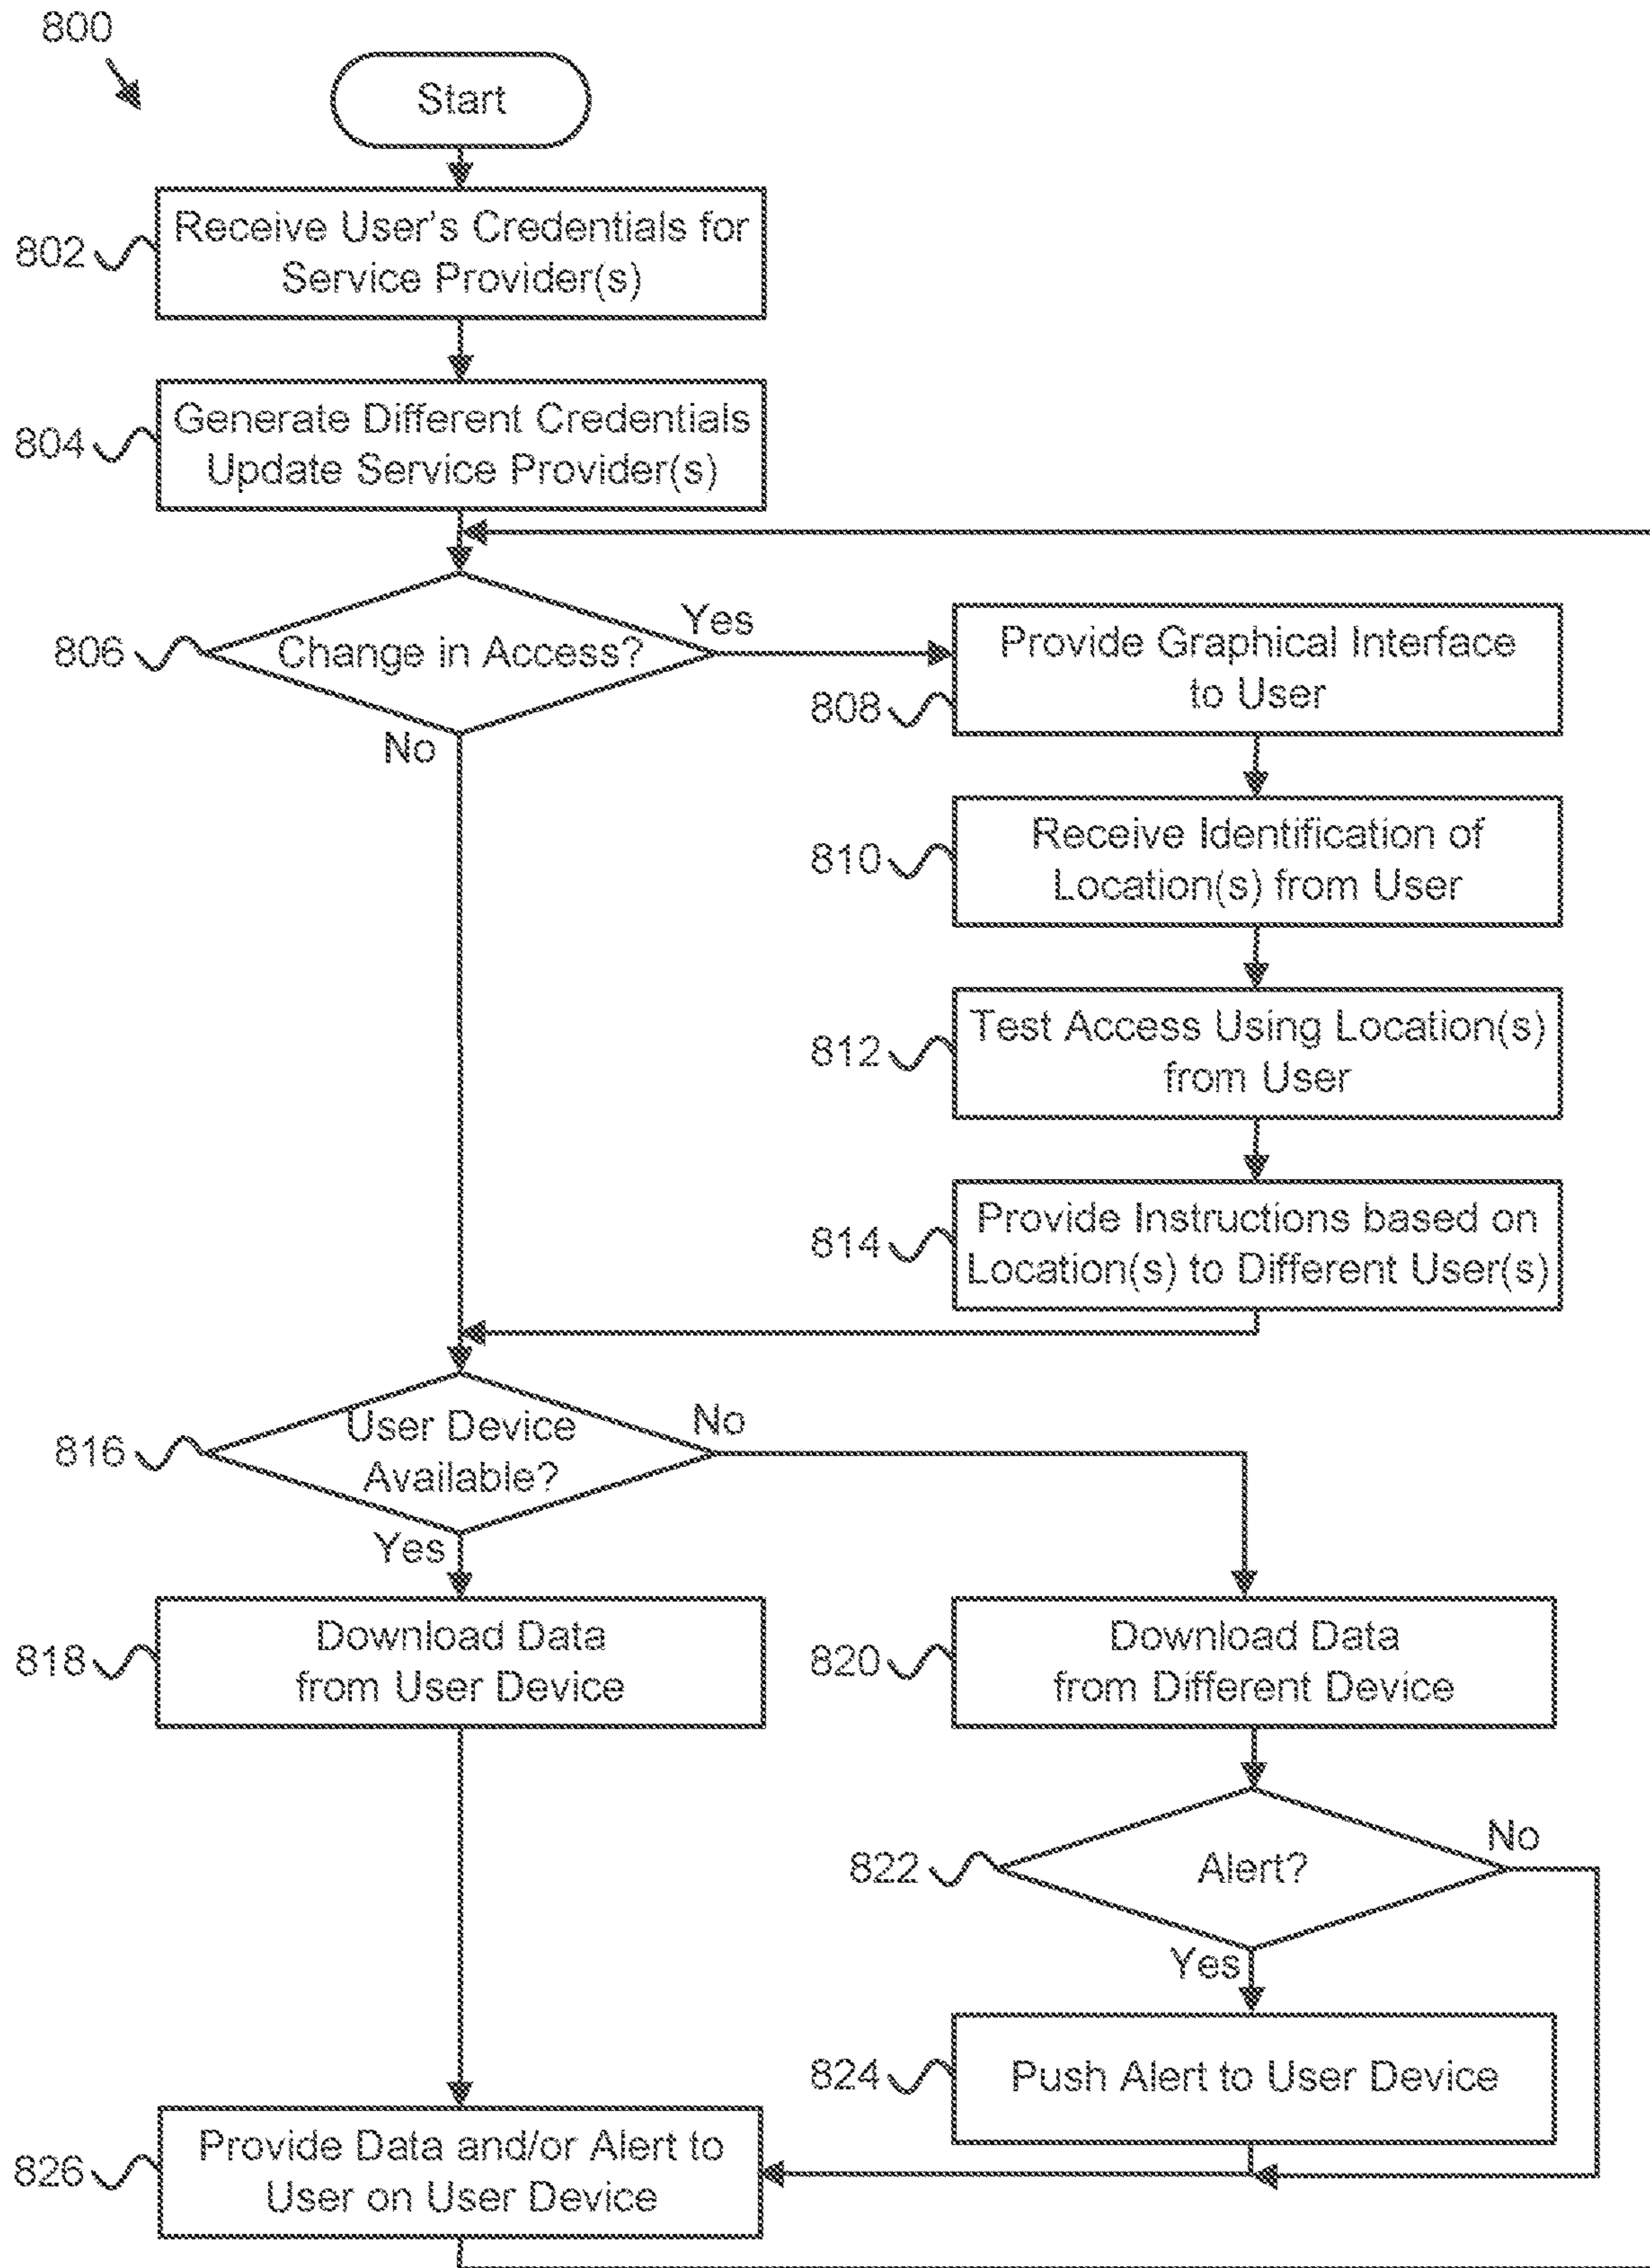 800
Start
802
Receive User's Credentials for
Service Provider(s)
804
Generate Different Credentials
Update Service Provider(s)
806
Change in Access?
Yes
No
808
Provide Graphical Interface
to User
810
Receive Identification of
Location(s) from User
812
Test Access Using Location(s)
from User
814
Provide Instructions based on
Location(s) to Different User(s)
816
User Device
Available?
No
Yes
818
Download Data
from User Device
820
Download Data
from Different Device
822
Alert?
No
Yes
824
Push Alert to User Device
826
Provide Data and/or Alert to
User on User Device